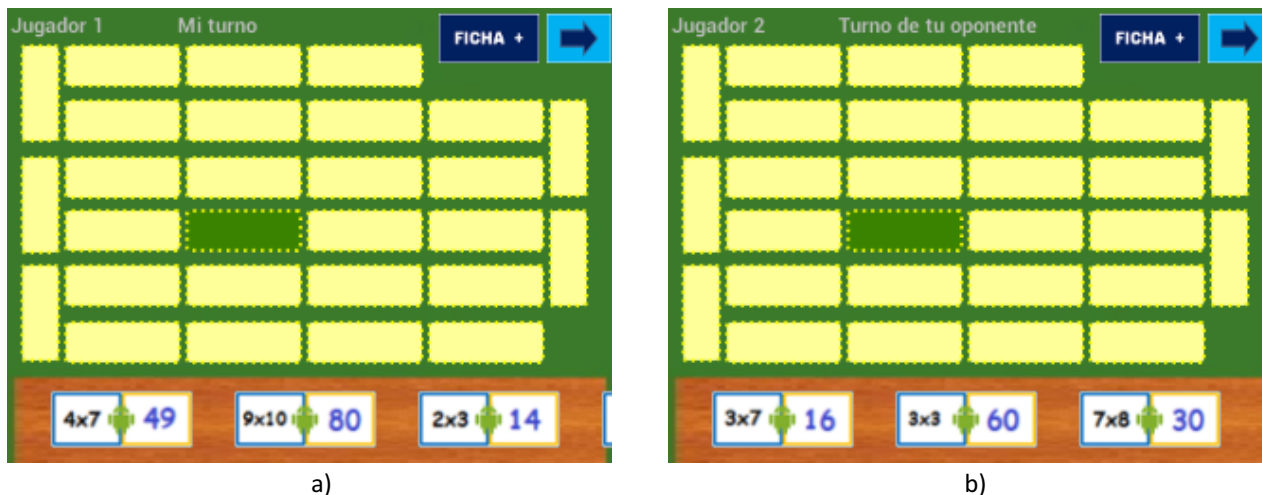 Jugador 1 Mi turno FICHA +
4x7 49 9x10 80 2x3 14
a)
Jugador 2 Turno de tu oponente FICHA +
3x7 16 3x3 60 7x8 30
b)